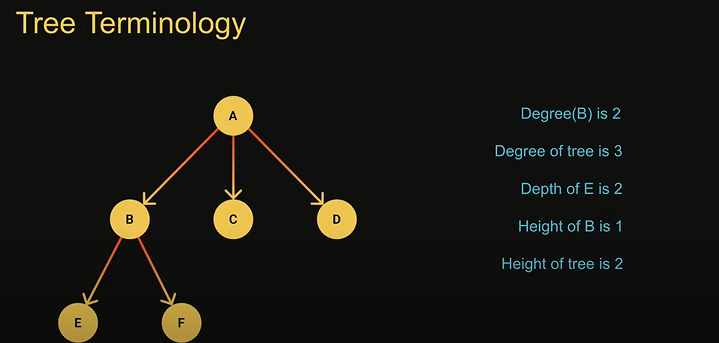 Tree Terminology
A
Degree(B) is 2
Degree of tree is 3
Depth of E is 2
B
C
D
Height of B is 1
Height of tree is 2
E
F